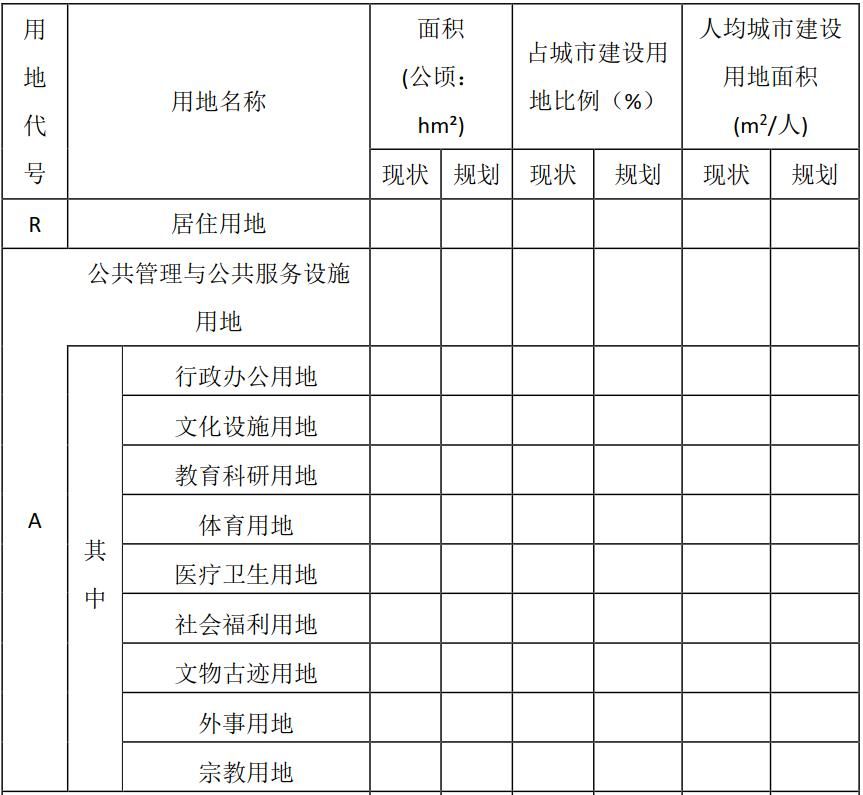 用
地
代
号
用地名称
面积
(公顷：
hm²)
占城市建设用
地比例（%）
人均城市建设
用地面积
(m²/人)
现状 规划 现状 规划 现状 规划
R 居住用地
A
公共管理与公共服务设施
用地
其
中
行政办公用地
文化设施用地
教育科研用地
体育用地
医疗卫生用地
社会福利用地
文物古迹用地
外事用地
宗教用地